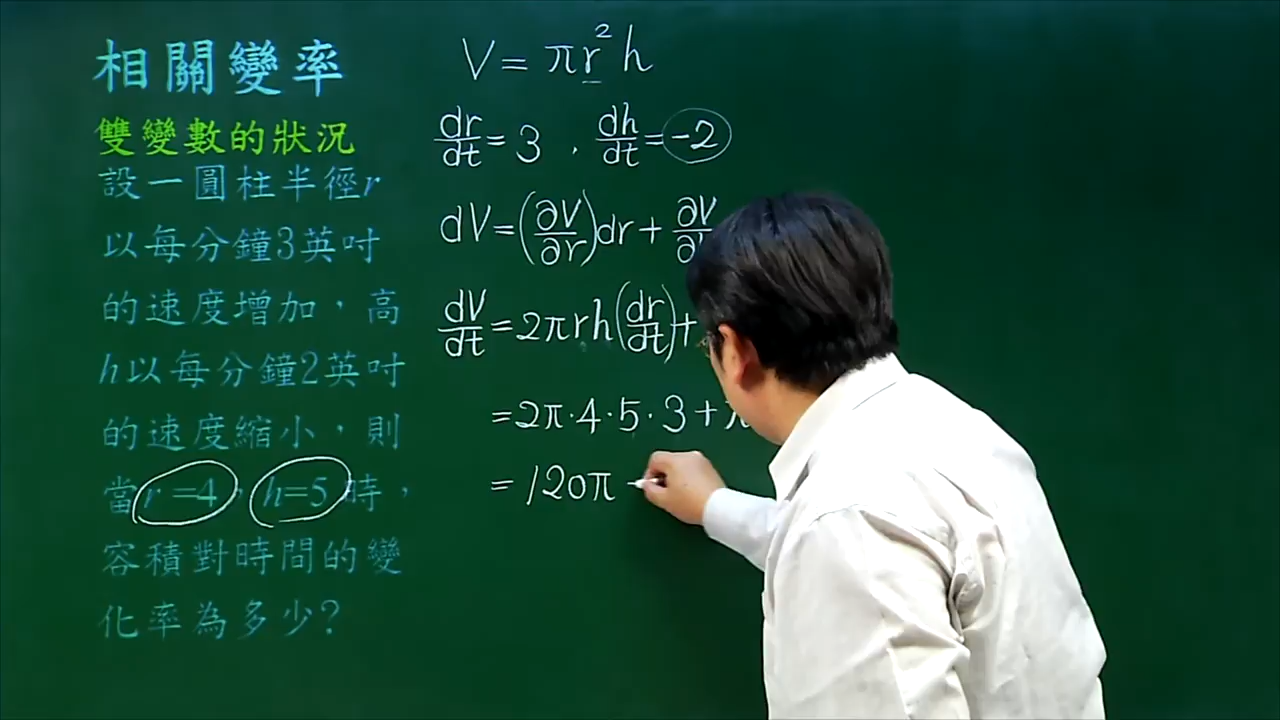 相關變率
雙變數的狀況
設一圓柱半徑r
以每分鐘3英吋
的速度增加，高
h以每分鐘2英吋
的速度縮小，則
當r=4，h=5時，
容積對時間的變
化率為多少？
V = πr² h
dr/dt = 3 , dh/dt = -2
dV = (∂V/∂r)dr + ∂V/∂
dV/dt = 2πrh(dr/dt) +
= 2π·4·5·3 + π
= 120π -